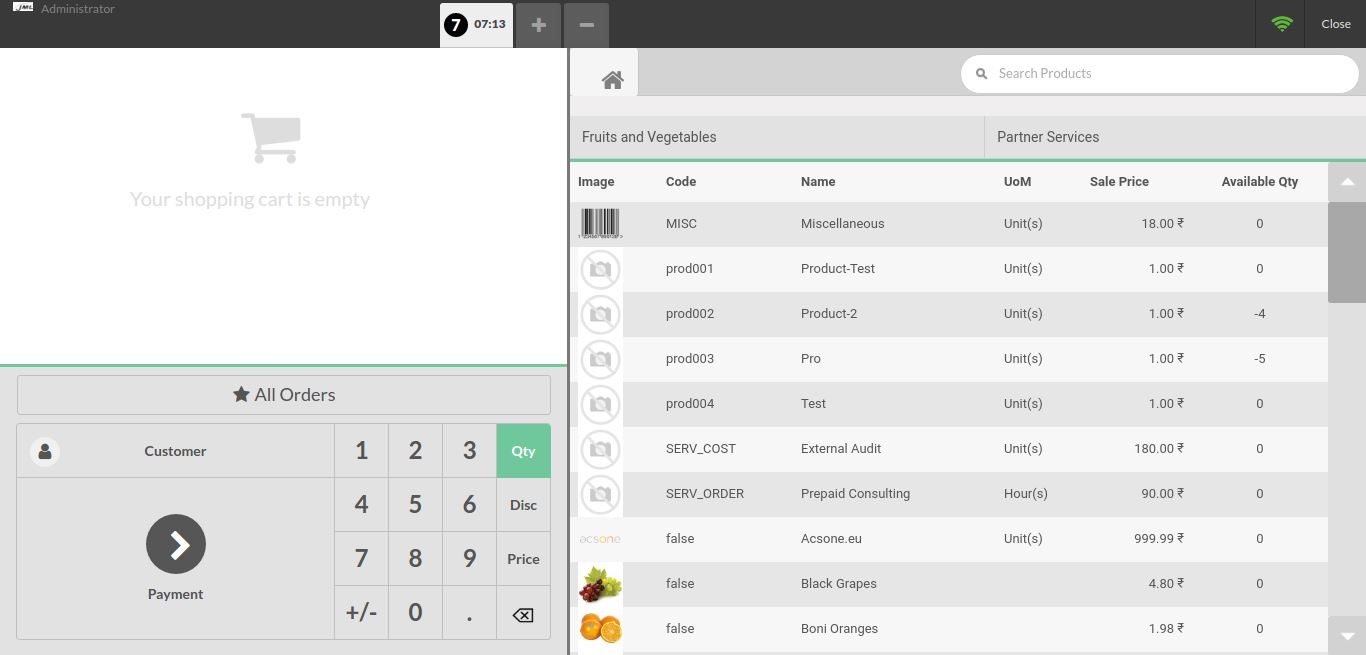 JML Administrator
7 07:13 + − Close
Search Products
Your shopping cart is empty
All Orders
Customer 1 2 3 Qty
4 5 6 Disc
7 8 9 Price
Payment
+/- 0 .
Fruits and Vegetables Partner Services
Image Code Name UoM Sale Price Available Qty
MISC Miscellaneous Unit(s) 18.00 ₹ 0
prod001 Product-Test Unit(s) 1.00 ₹ 0
prod002 Product-2 Unit(s) 1.00 ₹ -4
prod003 Pro Unit(s) 1.00 ₹ -5
prod004 Test Unit(s) 1.00 ₹ 0
SERV_COST External Audit Unit(s) 180.00 ₹ 0
SERV_ORDER Prepaid Consulting Hour(s) 90.00 ₹ 0
acsone false Acsone.eu Unit(s) 999.99 ₹ 0
false Black Grapes 4.80 ₹ 0
false Boni Oranges 1.98 ₹ 0